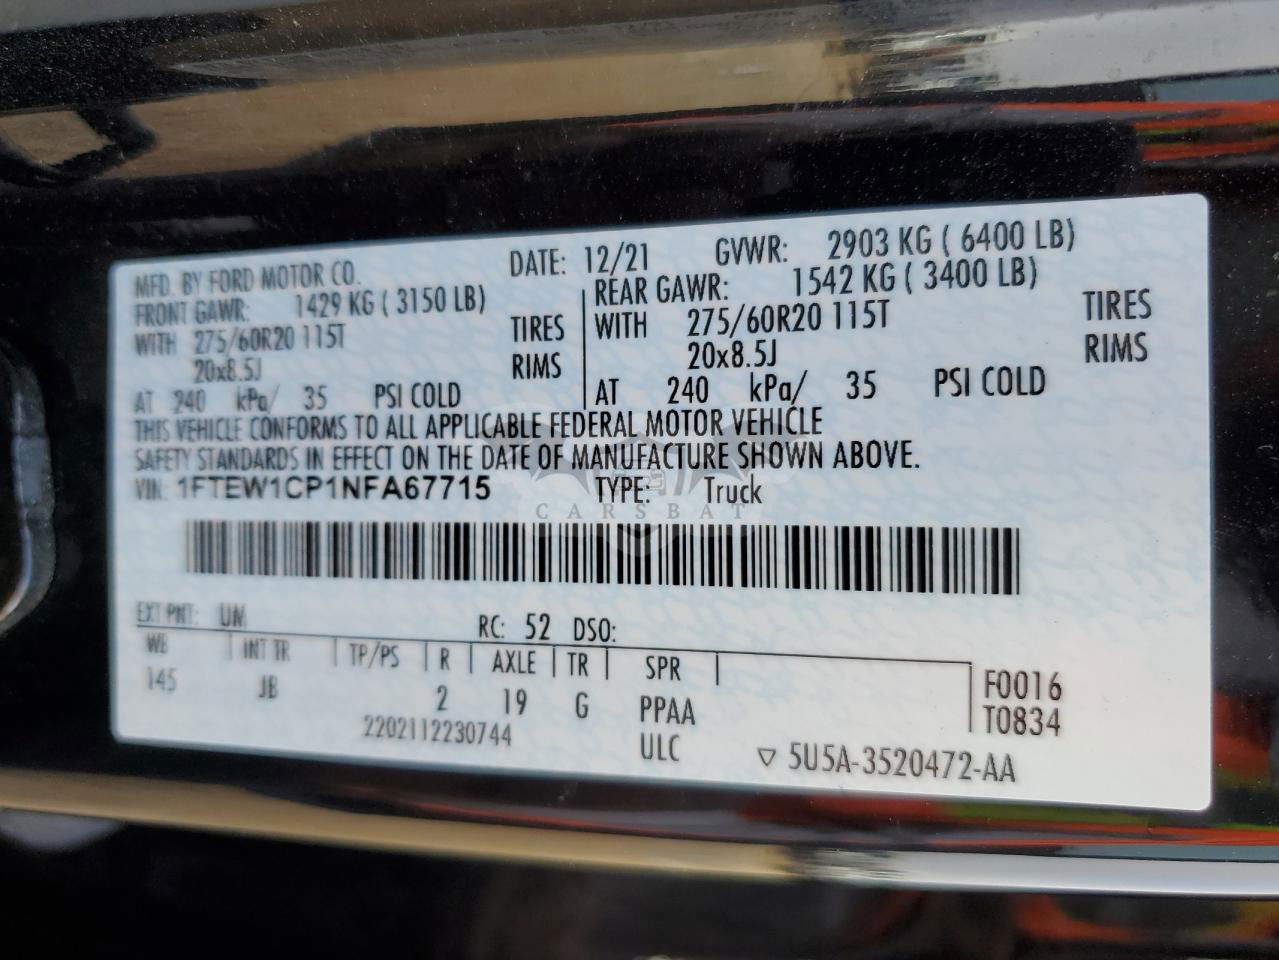 MFD. BY FORD MOTOR CO. DATE: 12/21 GVWR: 2903 KG ( 6400 LB)
FRONT GAWR: 1429 KG ( 3150 LB) REAR GAWR: 1542 KG ( 3400 LB)
WITH 275/60R20 115T TIRES WITH 275/60R20 115T TIRES
20x8.5J RIMS 20x8.5J RIMS
AT 240 kPa/ 35 PSI COLD AT 240 kPa/ 35 PSI COLD
THIS VEHICLE CONFORMS TO ALL APPLICABLE FEDERAL MOTOR VEHICLE
SAFETY STANDARDS IN EFFECT ON THE DATE OF MANUFACTURE SHOWN ABOVE.
VIN: 1FTEW1CP1NFA67715 TYPE: Truck
CARSBAT
EXT PNT: UM RC: 52 DSO:
WB INT TR TP/PS R AXLE TR SPR F0016
145 JB 2 19 G PPAA T0834
2202112230744 ULC ▽ 5U5A-3520472-AA